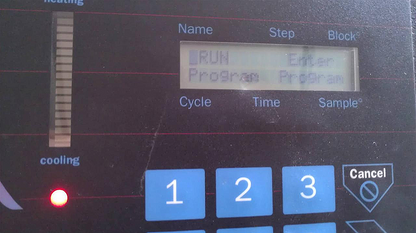 heating
Name Step Block°
RUN Enter
Program Program
Cycle Time Sample°
cooling
Cancel
1 2 3